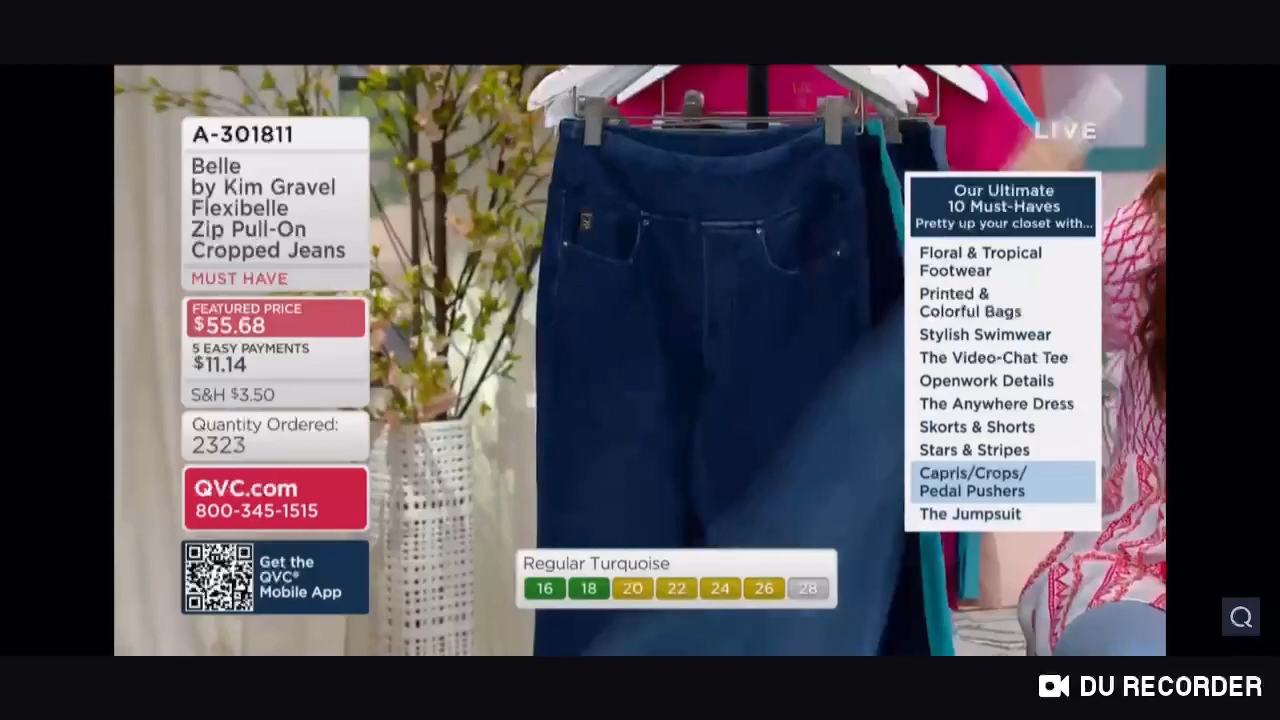 A-301811
Belle
by Kim Gravel
Flexibelle
Zip Pull-On
Cropped Jeans
MUST HAVE
FEATURED PRICE
$55.68
5 EASY PAYMENTS
$11.14
S&H $3.50
Quantity Ordered:
2323
QVC.com
800-345-1515
Get the
QVC®
Mobile App
Regular Turquoise
16 18 20 22 24 26 28
LIVE
Our Ultimate
10 Must-Haves
Pretty up your closet with...
Floral & Tropical
Footwear
Printed &
Colorful Bags
Stylish Swimwear
The Video-Chat Tee
Openwork Details
The Anywhere Dress
Skorts & Shorts
Stars & Stripes
Capris/Crops/
Pedal Pushers
The Jumpsuit
DU RECORDER